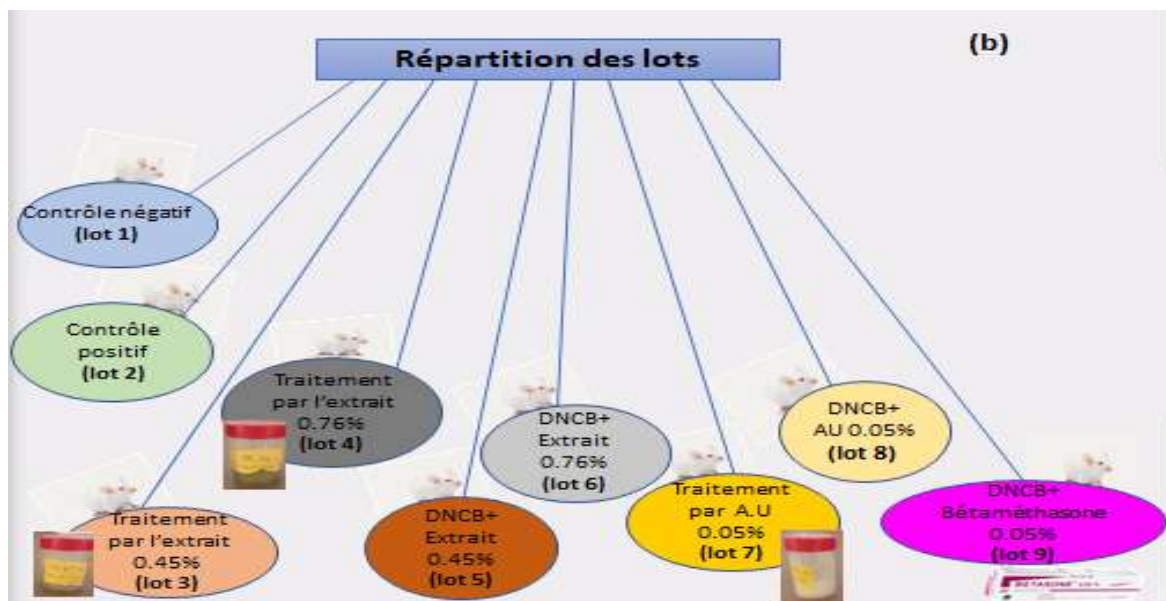 (b)
Répartition des lots
Contrôle négatif
(lot 1)
Contrôle
positif
(lot 2)
Traitement
par l'extrait
0.45%
(lot 3)
Traitement
par l'extrait
0.76%
(lot 4)
DNCB+
Extrait
0.45%
(lot 5)
DNCB+
Extrait
0.76%
(lot 6)
Traitement
par A.U
0.05%
(lot 7)
DNCB+
AU 0.05%
(lot 8)
DNCB+
Bétaméthasone
0.05%
(lot 9)